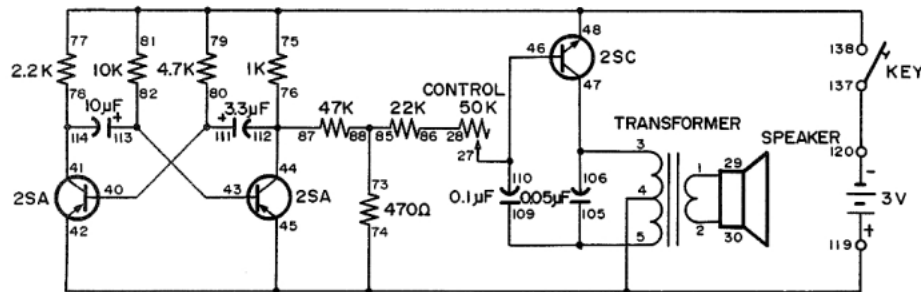 77 81 79 75 48 138
2.2K 10K 4.7K 1K 46 2SC KEY
78 82 80 76 47 137
CONTROL
10µF + + 3.3µF 47K 22K 50K
114 113 111 112 87 88 85 86 28
27
TRANSFORMER SPEAKER
120
41 44 110 106 3 1 29 -
2SA 40 43 2SA 73 0.1µF 0.05µF 4 3V
470Ω 109 105 2 30 +
42 45 74 5 119